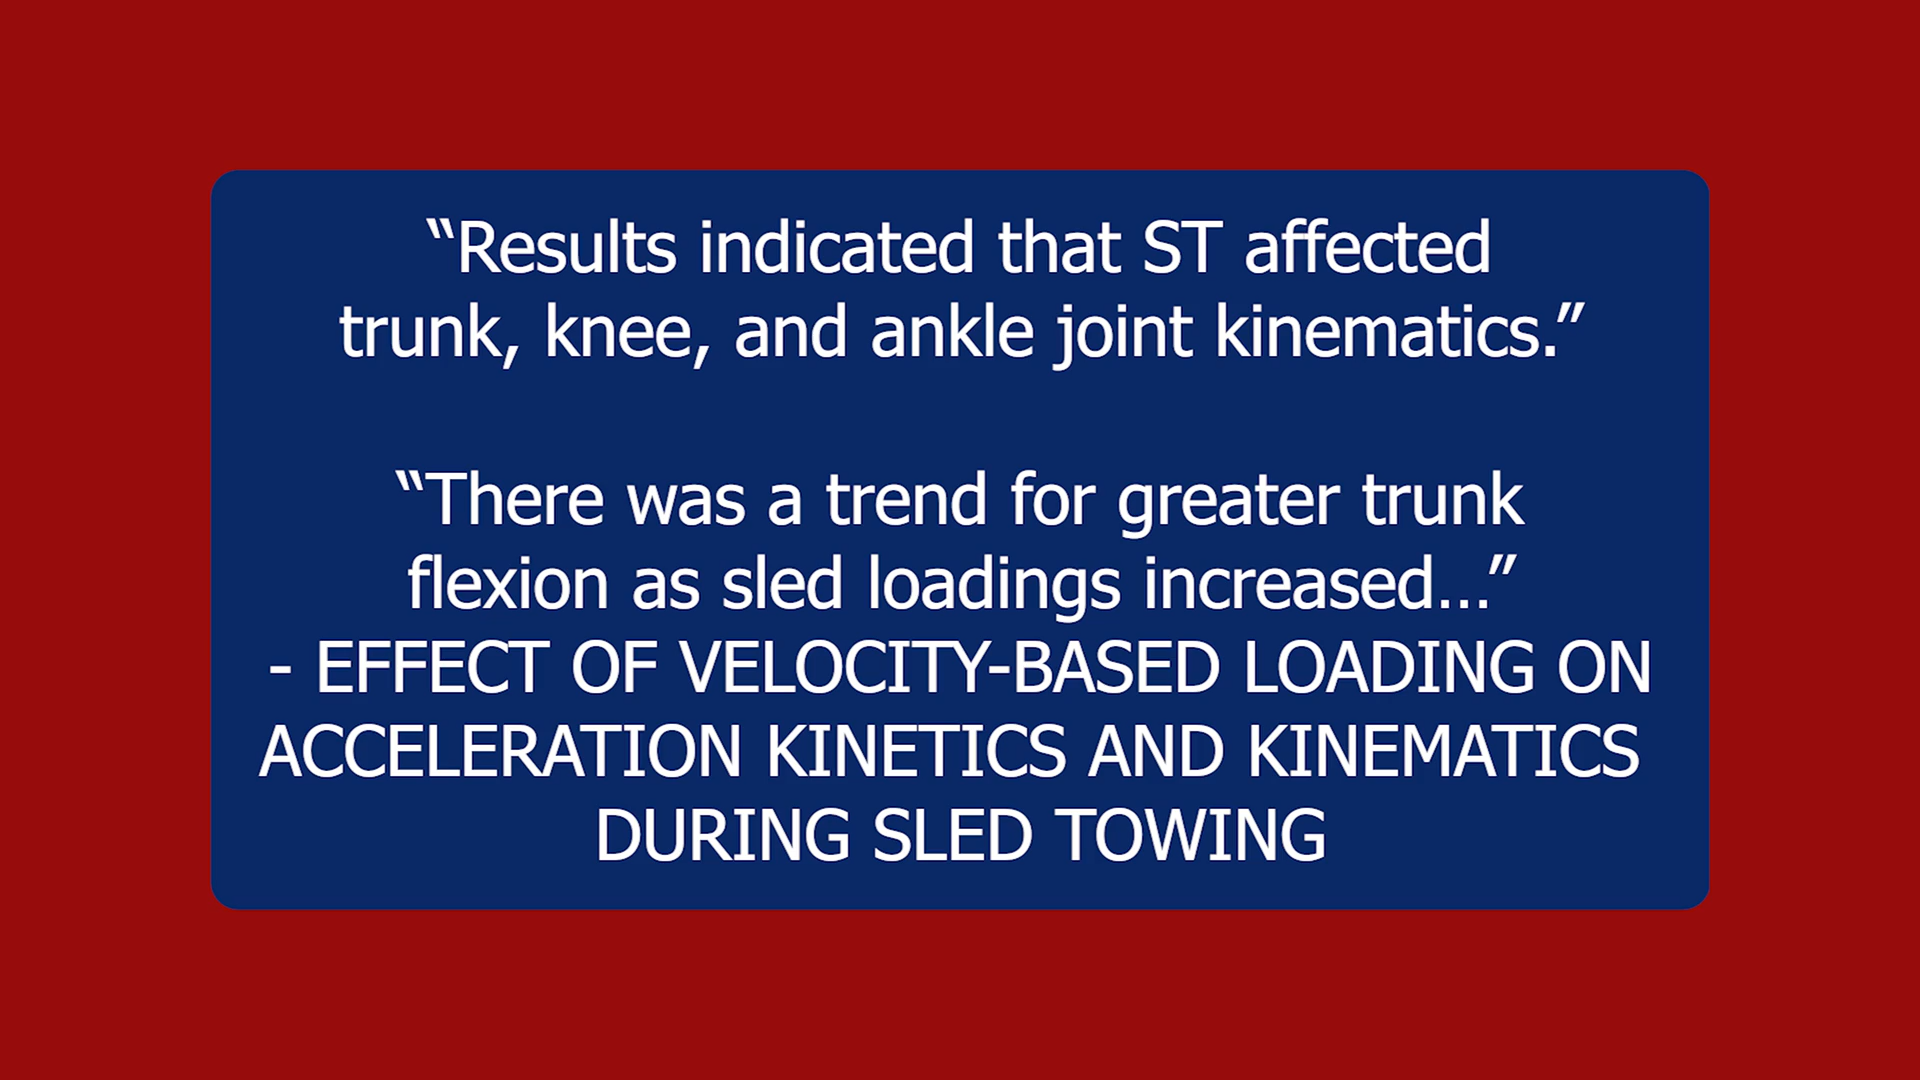 “Results indicated that ST affected
trunk, knee, and ankle joint kinematics.”
“There was a trend for greater trunk
flexion as sled loadings increased...”
- EFFECT OF VELOCITY-BASED LOADING ON
ACCELERATION KINETICS AND KINEMATICS
DURING SLED TOWING